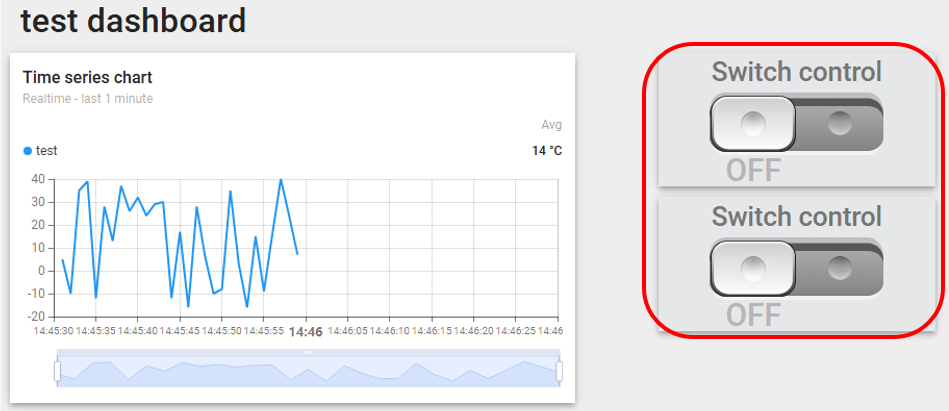 test dashboard
Time series chart
Realtime - last 1 minute
Avg
test
14 °C
40
30
20
10
0
-10
-20
14:45:30 14:45:35 14:45:40 14:45:45 14:45:50 14:45:55 14:46 14:46:05 14:46:10 14:46:15 14:46:20 14:46:25 14:46
Switch control
OFF
Switch control
OFF